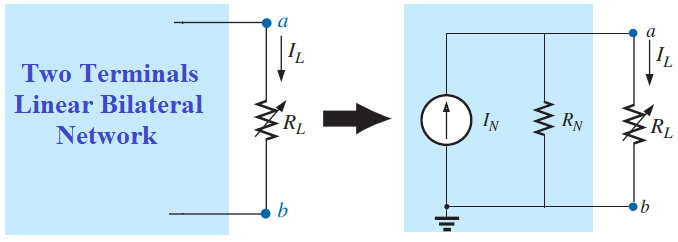 a
I_L
Two Terminals
Linear Bilateral
Network
R_L
b
a
I_L
I_N
R_N
R_L
b